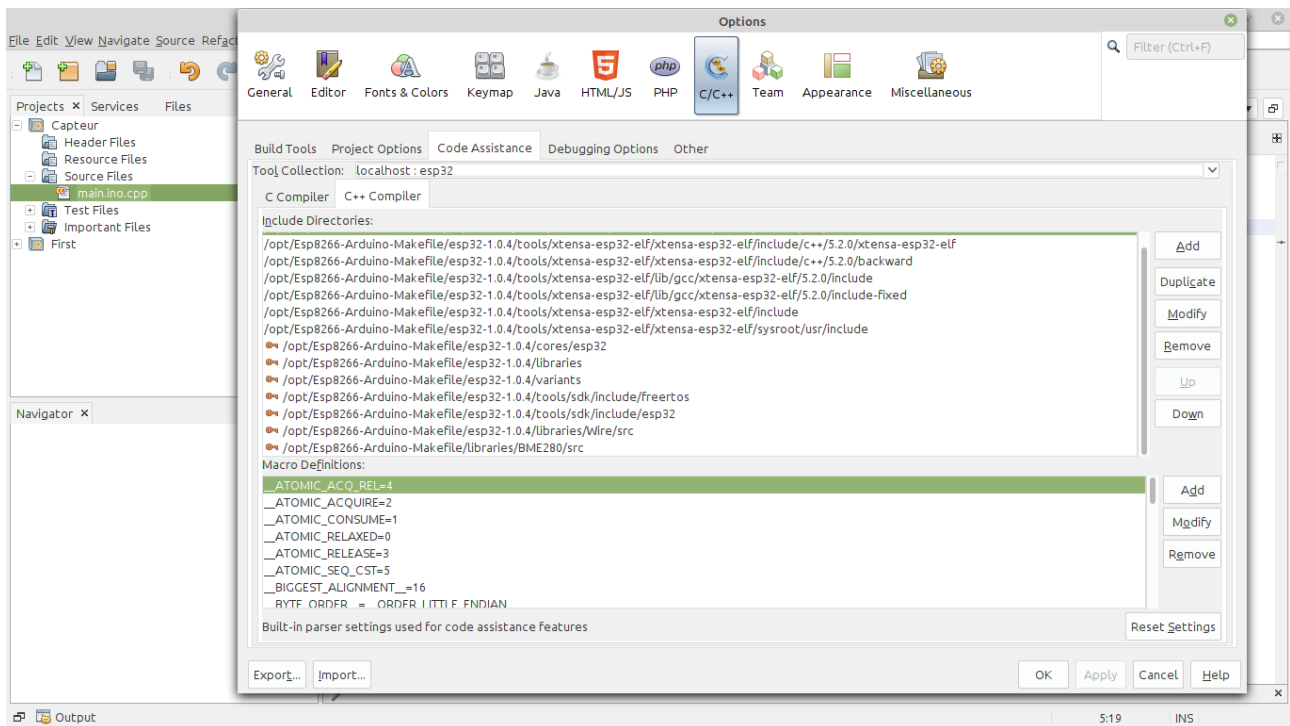 Options
File Edit View Navigate Source Refact
Filter (Ctrl+F)
General Editor Fonts & Colors Keymap Java HTML/JS PHP C/C++ Team Appearance Miscellaneous
Projects Services Files
Capteur
Header Files
Resource Files
Source Files
main.ino.cpp
Test Files
Important Files
First
Navigator
Build Tools Project Options Code Assistance Debugging Options Other
Tool Collection: localhost : esp32
C Compiler C++ Compiler
Include Directories:
/opt/Esp8266-Arduino-Makefile/esp32-1.0.4/tools/xtensa-esp32-elf/xtensa-esp32-elf/include/c++/5.2.0/xtensa-esp32-elf
/opt/Esp8266-Arduino-Makefile/esp32-1.0.4/tools/xtensa-esp32-elf/xtensa-esp32-elf/include/c++/5.2.0/backward
/opt/Esp8266-Arduino-Makefile/esp32-1.0.4/tools/xtensa-esp32-elf/lib/gcc/xtensa-esp32-elf/5.2.0/include
/opt/Esp8266-Arduino-Makefile/esp32-1.0.4/tools/xtensa-esp32-elf/lib/gcc/xtensa-esp32-elf/5.2.0/include-fixed
/opt/Esp8266-Arduino-Makefile/esp32-1.0.4/tools/xtensa-esp32-elf/xtensa-esp32-elf/include
/opt/Esp8266-Arduino-Makefile/esp32-1.0.4/tools/xtensa-esp32-elf/xtensa-esp32-elf/sysroot/usr/include
/opt/Esp8266-Arduino-Makefile/esp32-1.0.4/cores/esp32
/opt/Esp8266-Arduino-Makefile/esp32-1.0.4/libraries
/opt/Esp8266-Arduino-Makefile/esp32-1.0.4/variants
/opt/Esp8266-Arduino-Makefile/esp32-1.0.4/tools/sdk/include/freertos
/opt/Esp8266-Arduino-Makefile/esp32-1.0.4/tools/sdk/include/esp32
/opt/Esp8266-Arduino-Makefile/esp32-1.0.4/libraries/Wire/src
/opt/Esp8266-Arduino-Makefile/libraries/BME280/src
Add
Duplicate
Modify
Remove
Up
Down
Macro Definitions:
__ATOMIC_ACQ_REL=4
__ATOMIC_ACQUIRE=2
__ATOMIC_CONSUME=1
__ATOMIC_RELAXED=0
__ATOMIC_RELEASE=3
__ATOMIC_SEQ_CST=5
__BIGGEST_ALIGNMENT__=16
__BYTE_ORDER__=__ORDER_LITTLE_ENDIAN__
Add
Modify
Remove
Built-in parser settings used for code assistance features
Reset Settings
Export... Import... OK Apply Cancel Help
Output
5:19 INS